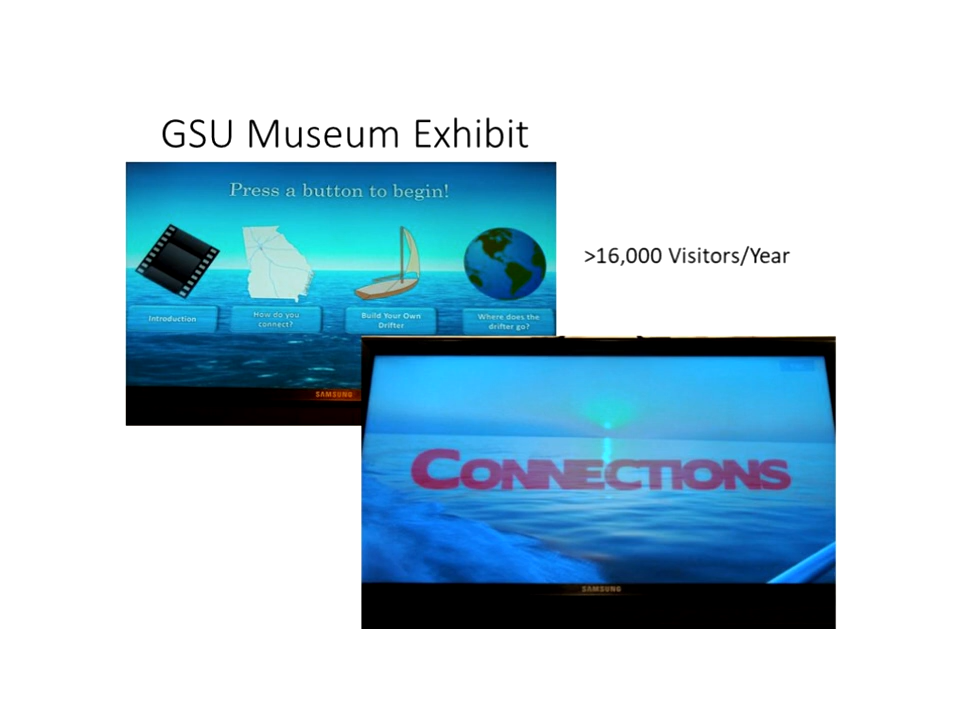 GSU Museum Exhibit
Press a button to begin!
>16,000 Visitors/Year
Introduction
How do you
connect?
Build Your Own
Drifter
Where does the
drifter go?
SAMSUNG
CONNECTIONS
SAMSUNG